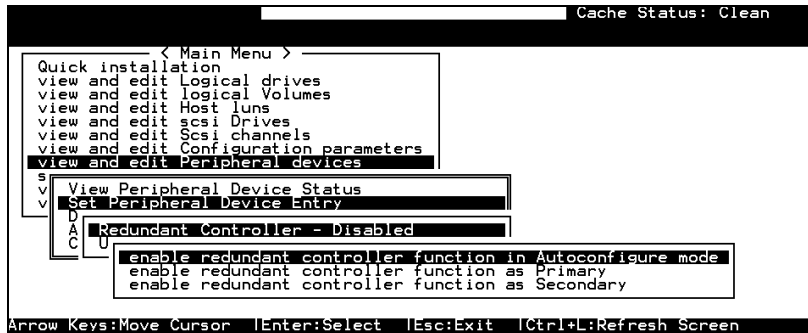 Cache Status: Clean
< Main Menu >
Quick installation
view and edit Logical drives
view and edit logical Volumes
view and edit Host luns
view and edit scsi Drives
view and edit Scsi channels
view and edit Configuration parameters
view and edit Peripheral devices
s
v View Peripheral Device Status
v Set Peripheral Device Entry
D
A Redundant Controller - Disabled
C U
enable redundant controller function in Autoconfigure mode
enable redundant controller function as Primary
enable redundant controller function as Secondary
Arrow Keys:Move Cursor |Enter:Select |Esc:Exit |Ctrl+L:Refresh Screen